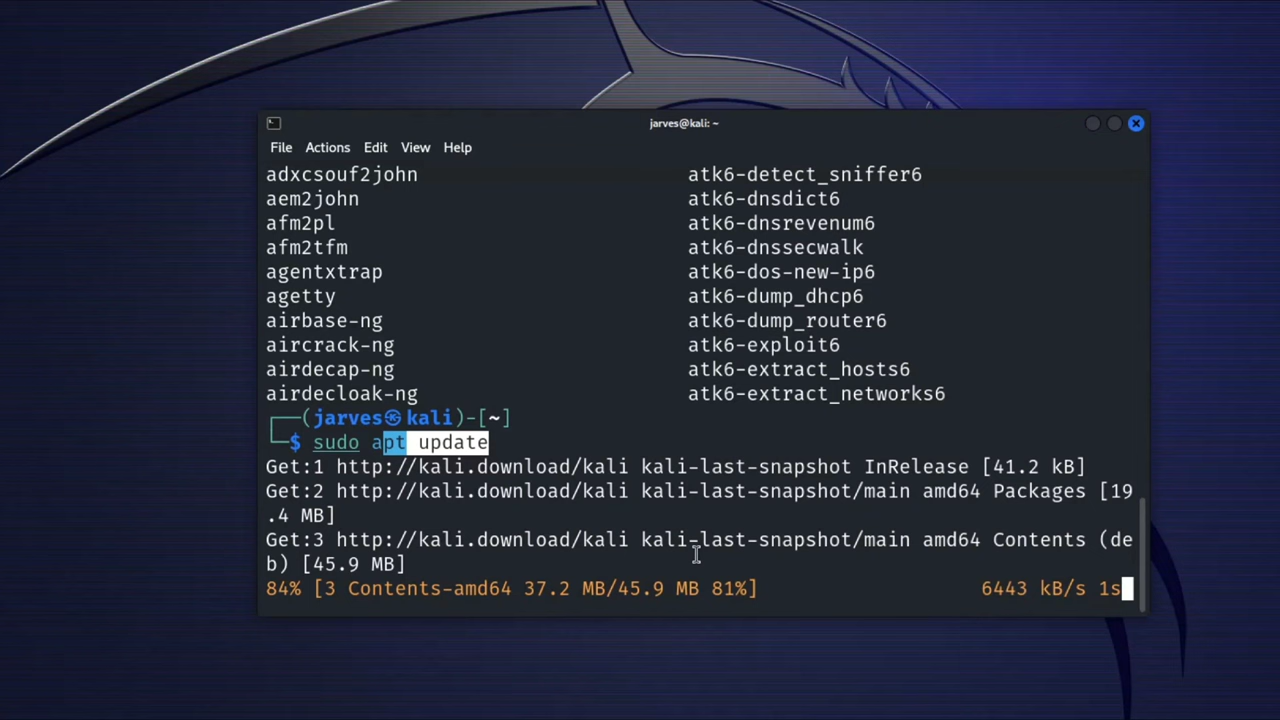 jarves@kali: ~
File Actions Edit View Help
adxcsouf2john atk6-detect_sniffer6
aem2john atk6-dnsdict6
afm2pl atk6-dnsrevenum6
afm2tfm atk6-dnssecwalk
agentxtrap atk6-dos-new-ip6
agetty atk6-dump_dhcp6
airbase-ng atk6-dump_router6
aircrack-ng atk6-exploit6
airdecap-ng atk6-extract_hosts6
airdecloak-ng atk6-extract_networks6
┌──(jarves㉿kali)-[~]
└─$ sudo apt update
Get:1 http://kali.download/kali kali-last-snapshot InRelease [41.2 kB]
Get:2 http://kali.download/kali kali-last-snapshot/main amd64 Packages [19
.4 MB]
Get:3 http://kali.download/kali kali-last-snapshot/main amd64 Contents (de
b) [45.9 MB]
84% [3 Contents-amd64 37.2 MB/45.9 MB 81%] 6443 kB/s 1s